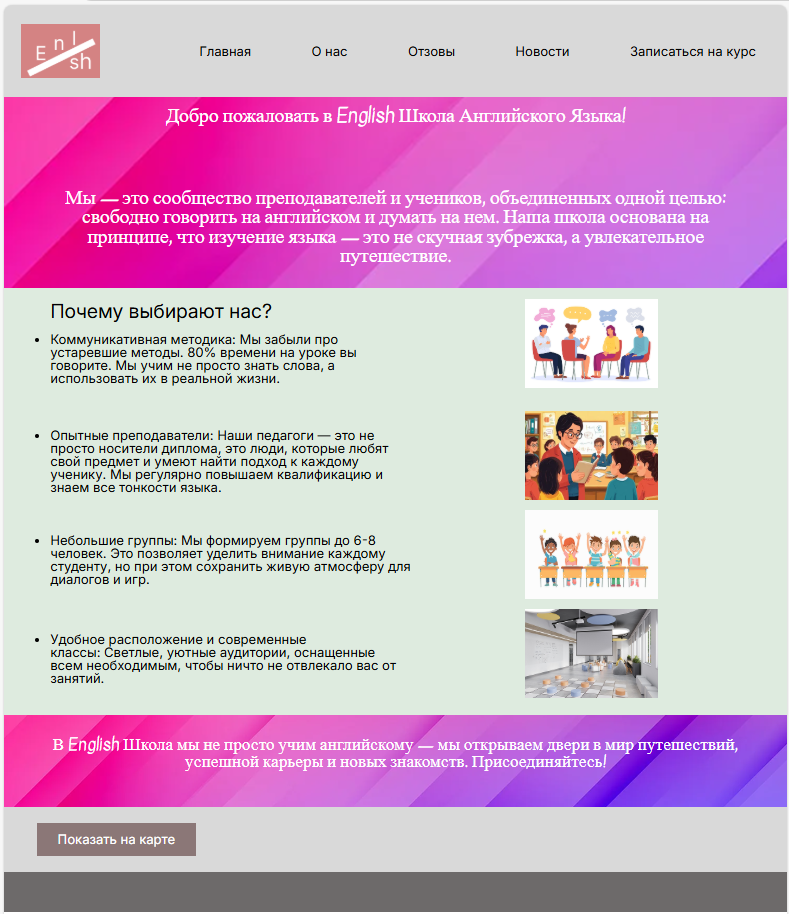 En l
sh
Главная О нас Отзовы Новости Записаться на курс
Добро пожаловать в English Школа Английского Языка!
Мы — это сообщество преподавателей и учеников, объединенных одной целью:
свободно говорить на английском и думать на нем. Наша школа основана на
принципе, что изучение языка — это не скучная зубрежка, а увлекательное
путешествие.
Почему выбирают нас?
• Коммуникативная методика: Мы забыли про
устаревшие методы. 80% времени на уроке вы
говорите. Мы учим не просто знать слова, а
использовать их в реальной жизни.
• Опытные преподаватели: Наши педагоги — это не
просто носители диплома, это люди, которые любят
свой предмет и умеют найти подход к каждому
ученику. Мы регулярно повышаем квалификацию и
знаем все тонкости языка.
• Небольшие группы: Мы формируем группы до 6-8
человек. Это позволяет уделить внимание каждому
студенту, но при этом сохранить живую атмосферу для
диалогов и игр.
• Удобное расположение и современные
классы: Светлые, уютные аудитории, оснащенные
всем необходимым, чтобы ничто не отвлекало вас от
занятий.
В English Школа мы не просто учим английскому — мы открываем двери в мир путешествий,
успешной карьеры и новых знакомств. Присоединяйтесь!
Показать на карте